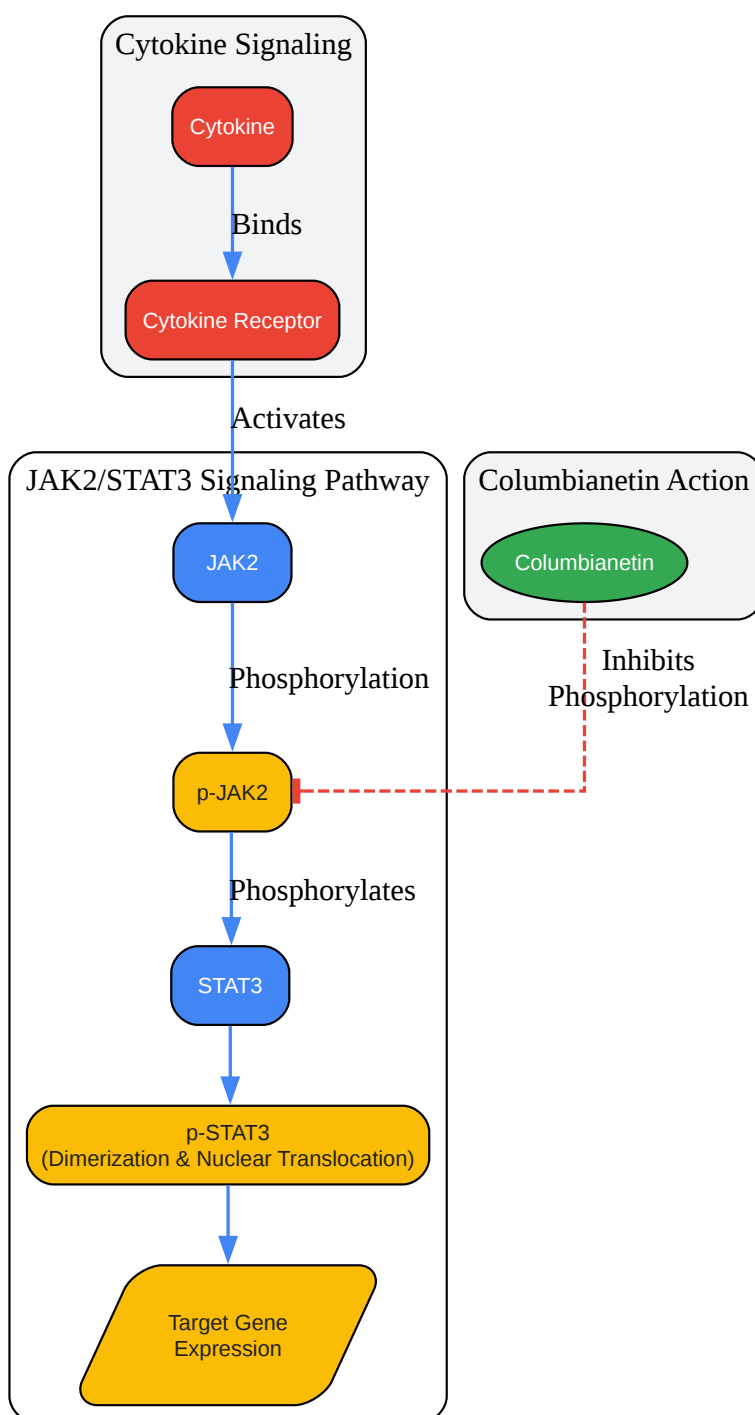 Cytokine Signaling
Cytokine
Binds
Cytokine Receptor
Activates
JAK2/STAT3 Signaling Pathway
Columbianetin Action
JAK2
Columbianetin
Phosphorylation
Inhibits
Phosphorylation
p-JAK2
Phosphorylates
STAT3
p-STAT3
(Dimerization & Nuclear Translocation)
Target Gene
Expression